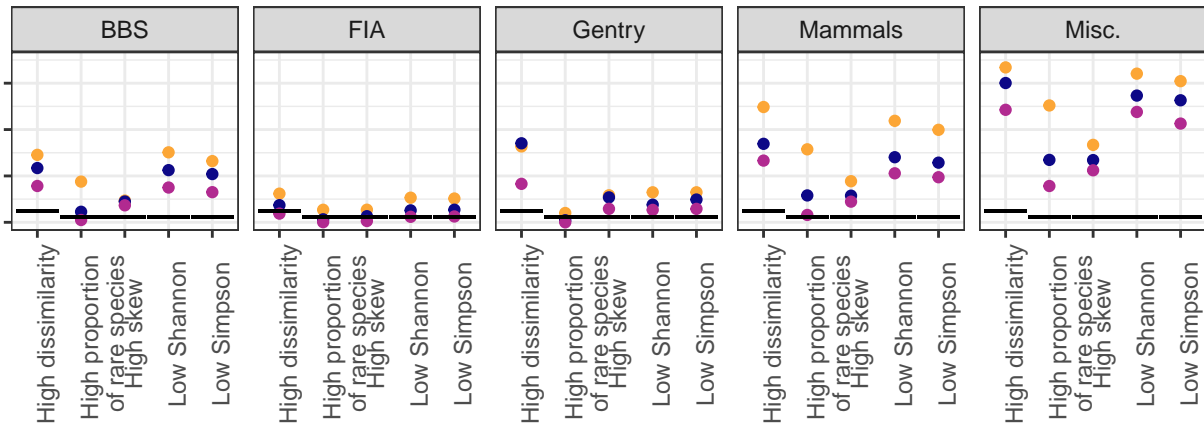 BBS
FIA
Gentry
Mammals
Misc.
High dissimilarity
High proportion
of rare species
High skew
Low Shannon
Low Simpson
High dissimilarity
High proportion
of rare species
High skew
Low Shannon
Low Simpson
High dissimilarity
High proportion
of rare species
High skew
Low Shannon
Low Simpson
High dissimilarity
High proportion
of rare species
High skew
Low Shannon
Low Simpson
High dissimilarity
High proportion
of rare species
High skew
Low Shannon
Low Simpson